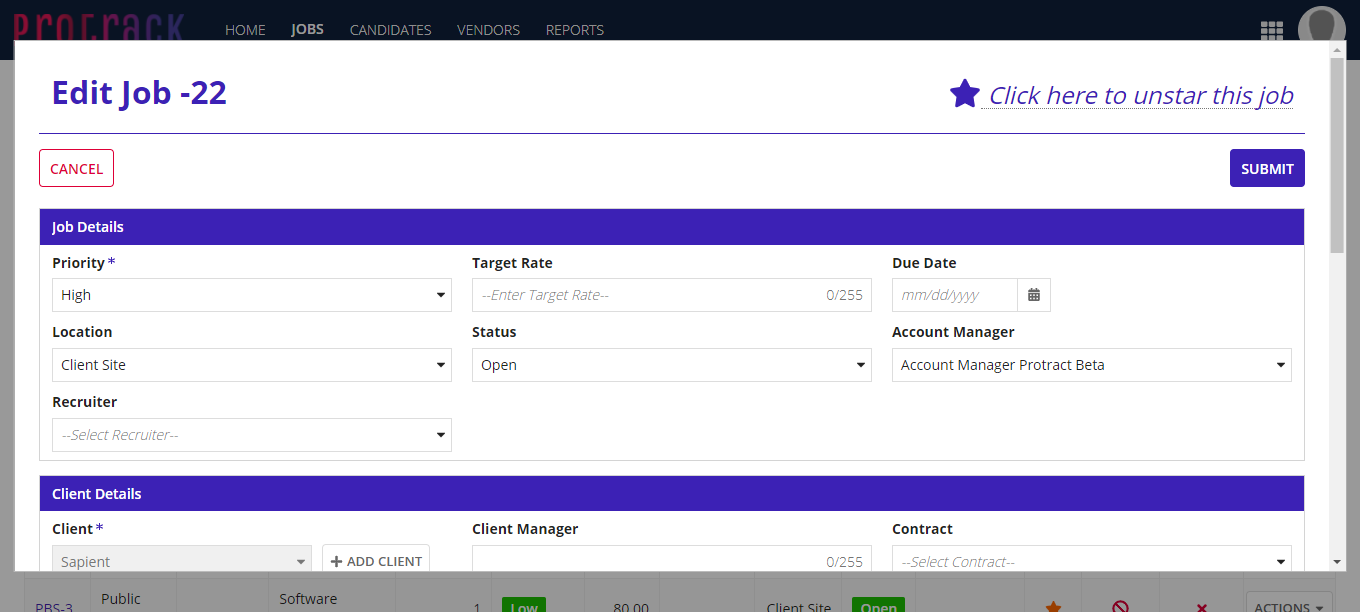 ProTrack HOME JOBS CANDIDATES VENDORS REPORTS
Edit Job -22 Click here to unstar this job
CANCEL SUBMIT
Job Details
Priority* Target Rate Due Date
High --Enter Target Rate-- 0/255 mm/dd/yyyy
Location Status Account Manager
Client Site Open Account Manager Protract Beta
Recruiter
--Select Recruiter--
Client Details
Client* Client Manager Contract
Sapient + ADD CLIENT 0/255 --Select Contract--
Public Software
PBS-3 1 Low 80.00 Client Site Open ACTIONS